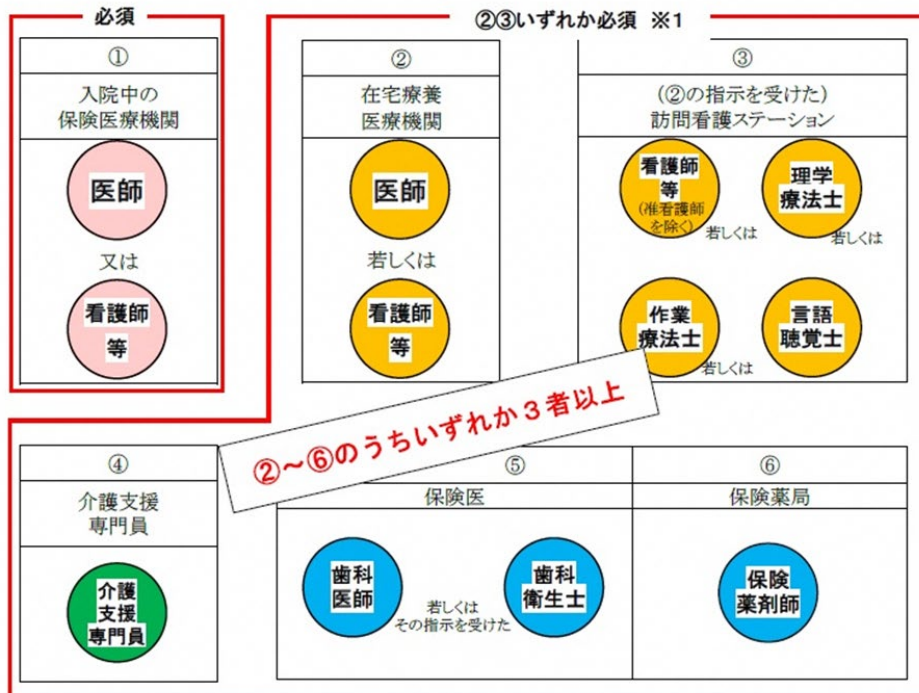 必須
②③いずれか必須 ※1
①
入院中の
保険医療機関
医師
又は
看護師
等
②
在宅療養
医療機関
医師
若しくは
看護師
等
③
(②の指示を受けた)
訪問看護ステーション
看護師
等
(准看護師
を除く)
若しくは
理学
療法士
若しくは
作業
療法士
若しくは
言語
聴覚士
②～⑥のうちいずれか3者以上
④
介護支援
専門員
介護
支援
専門員
⑤
保険医
歯科
医師
若しくは
その指示を受けた
歯科
衛生士
⑥
保険薬局
保険
薬剤師